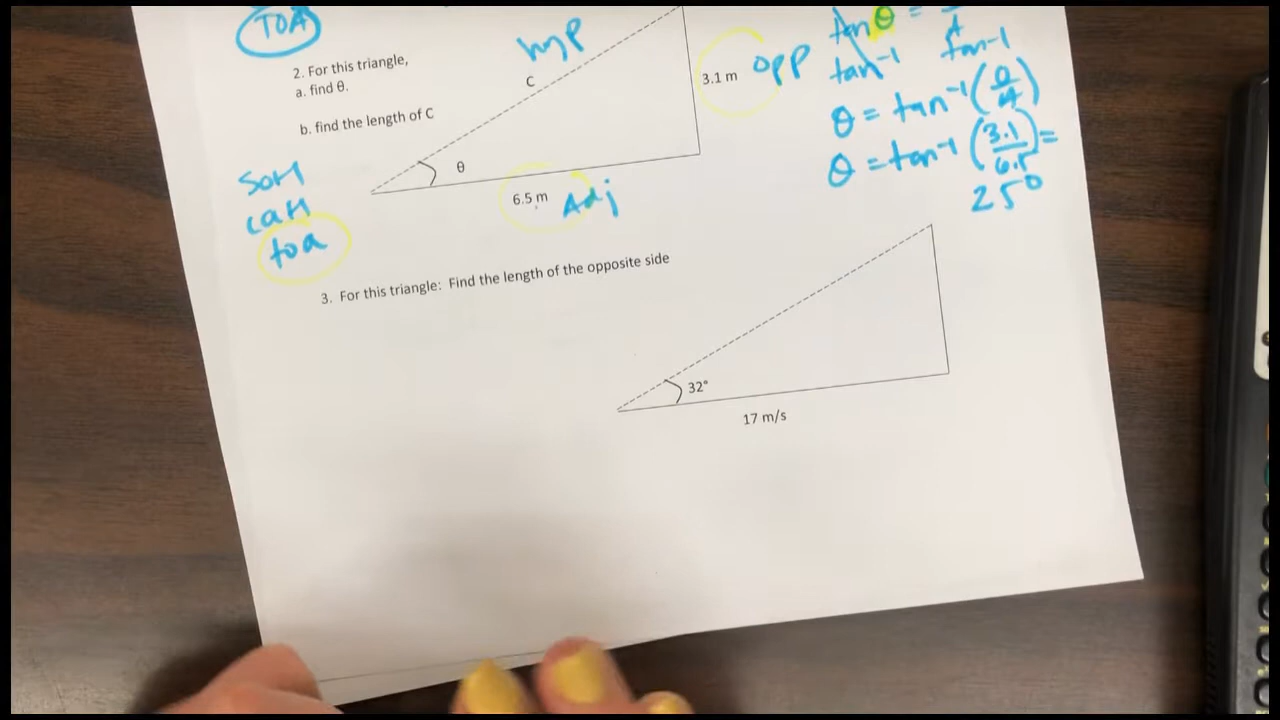 TOA
2. For this triangle,
a. find θ.
b. find the length of C
hyp
C
θ
6.5 m
Adj
3.1 m
opp
tan θ =
tan⁻¹ tan⁻¹
θ = tan⁻¹ (O/A)
θ = tan⁻¹ (3.1/6.5) =
25°
SOH
CAH
toa
3. For this triangle: Find the length of the opposite side
32°
17 m/s